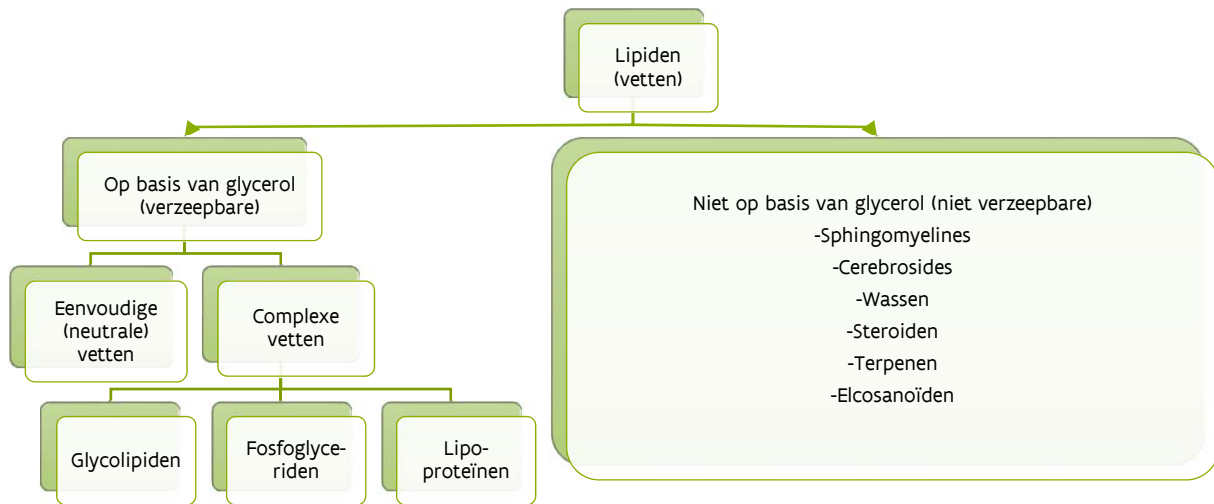 Lipiden
(vetten)
Op basis van glycerol
(verzeepbare)
Eenvoudige
(neutrale)
vetten
Complexe
vetten
Glycolipiden
Fosfoglyce-
riden
Lipo-
proteïnen
Niet op basis van glycerol (niet verzeepbare)
-Sphingomyelines
-Cerebrosides
-Wassen
-Steroiden
-Terpenen
-Elcosanoïden